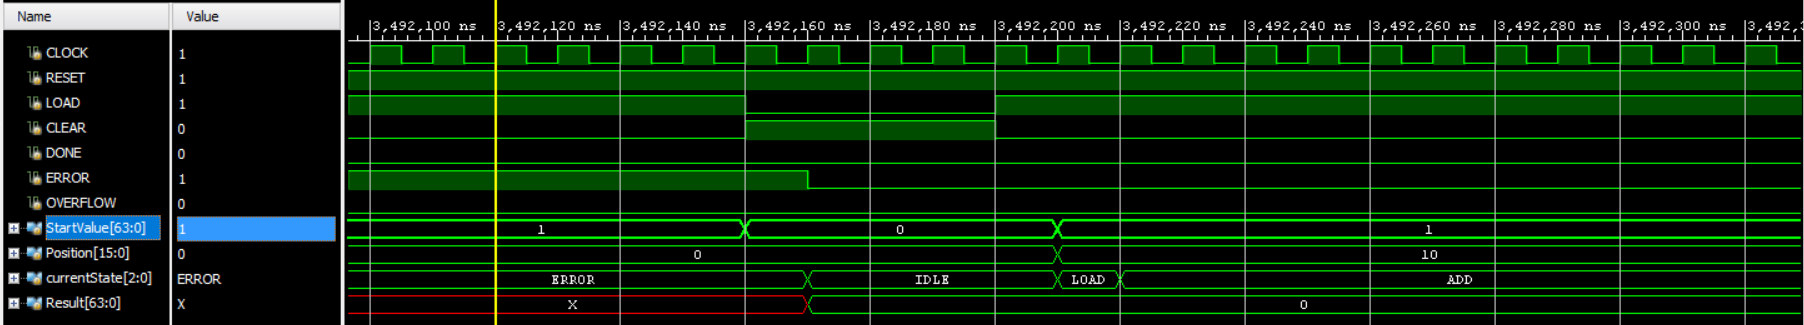 Name Value
3,492,100 ns 3,492,120 ns 3,492,140 ns 3,492,160 ns 3,492,180 ns 3,492,200 ns 3,492,220 ns 3,492,240 ns 3,492,260 ns 3,492,280 ns 3,492,300 ns 3,492,3
CLOCK 1
RESET 1
LOAD 1
CLEAR 0
DONE 0
ERROR 1
OVERFLOW 0
StartValue[63:0] 1 1 0 1
Position[15:0] 0 0 10
currentState[2:0] ERROR ERROR IDLE LOAD ADD
Result[63:0] X X 0